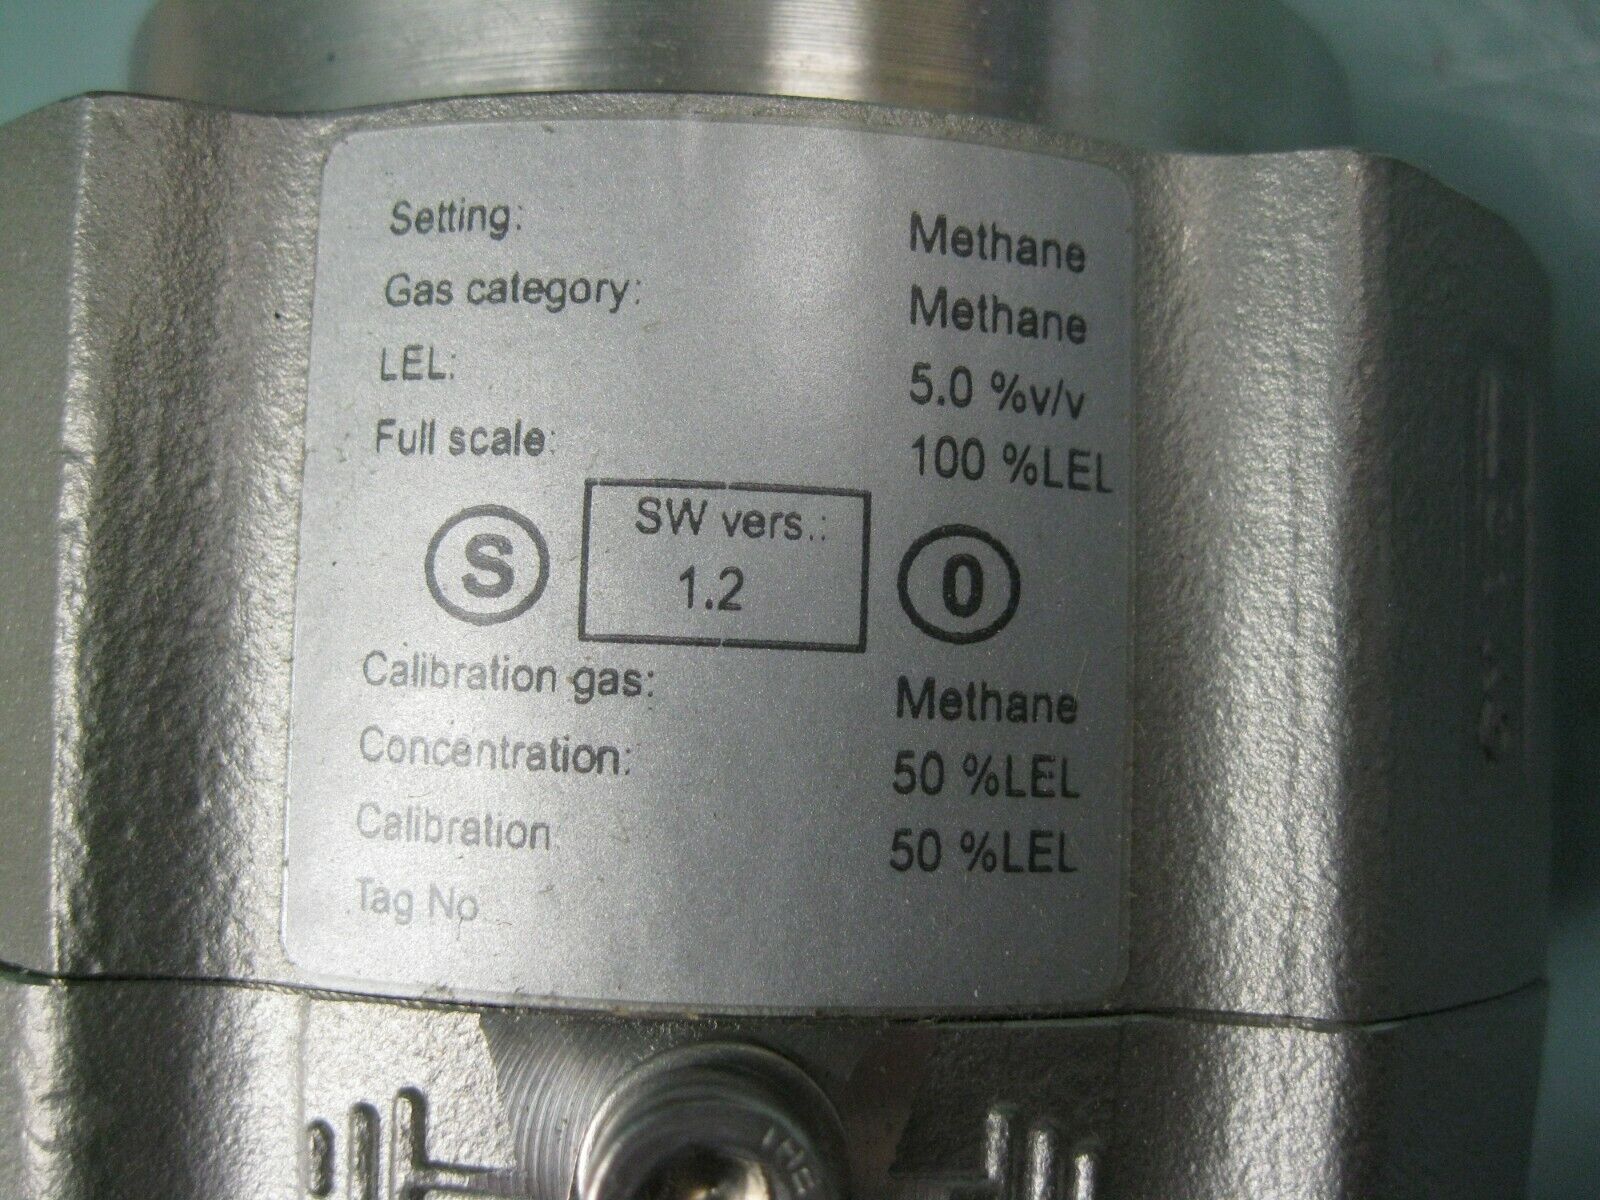 Setting: Methane
Gas category: Methane
LEL: 5.0 %v/v
Full scale: 100 %LEL
S
SW vers.:
1.2
0
Calibration gas: Methane
Concentration: 50 %LEL
Calibration 50 %LEL
Tag No